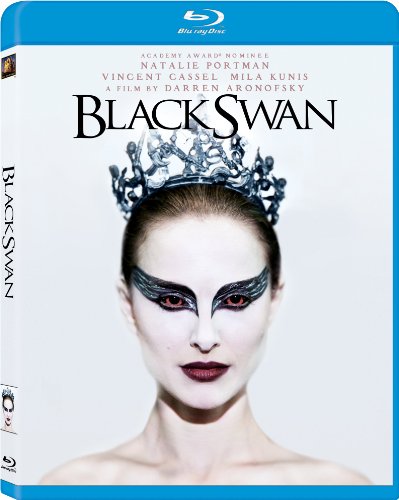 Blu-ray Disc
ACADEMY AWARD® NOMINEE
NATALIE PORTMAN
VINCENT CASSEL MILA KUNIS
A FILM BY DARREN ARONOFSKY
BLACK SWAN
BLACK SWAN